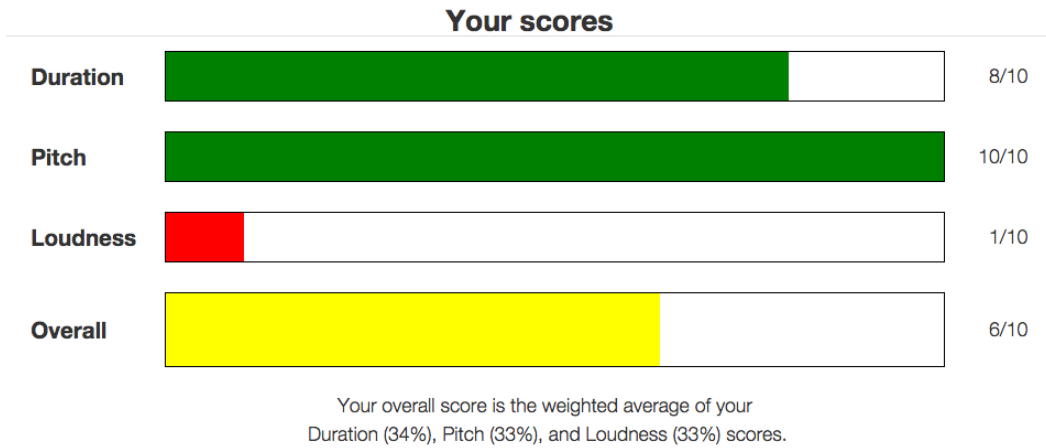 Your scores
Duration 8/10
Pitch 10/10
Loudness 1/10
Overall 6/10
Your overall score is the weighted average of your
Duration (34%), Pitch (33%), and Loudness (33%) scores.